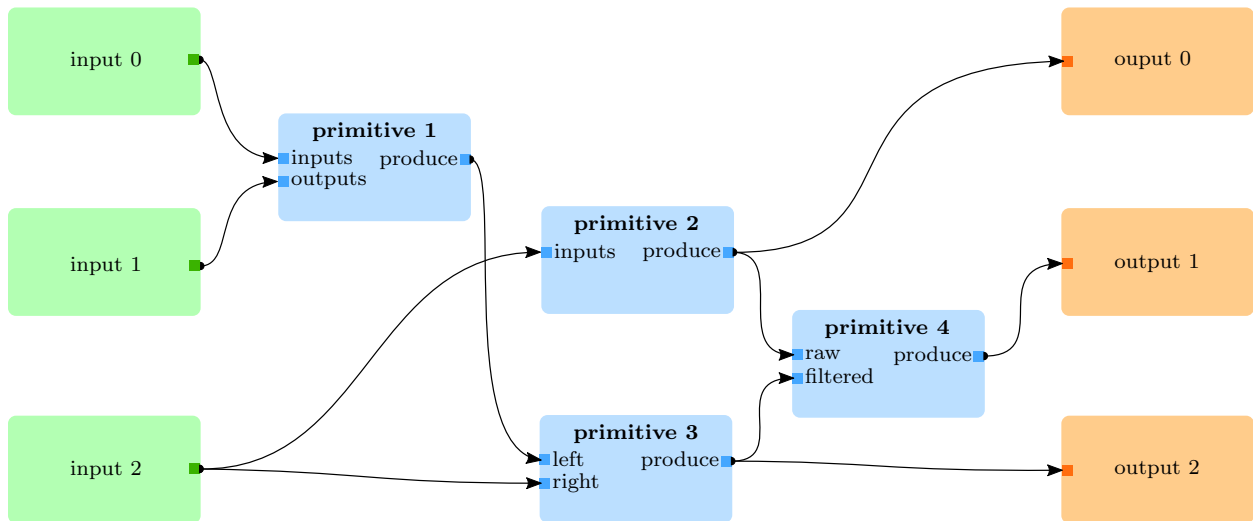 input 0
ouput 0
primitive 1
inputs
produce
outputs
input 1
primitive 2
inputs
produce
output 1
primitive 4
raw
produce
filtered
input 2
primitive 3
left
produce
right
output 2